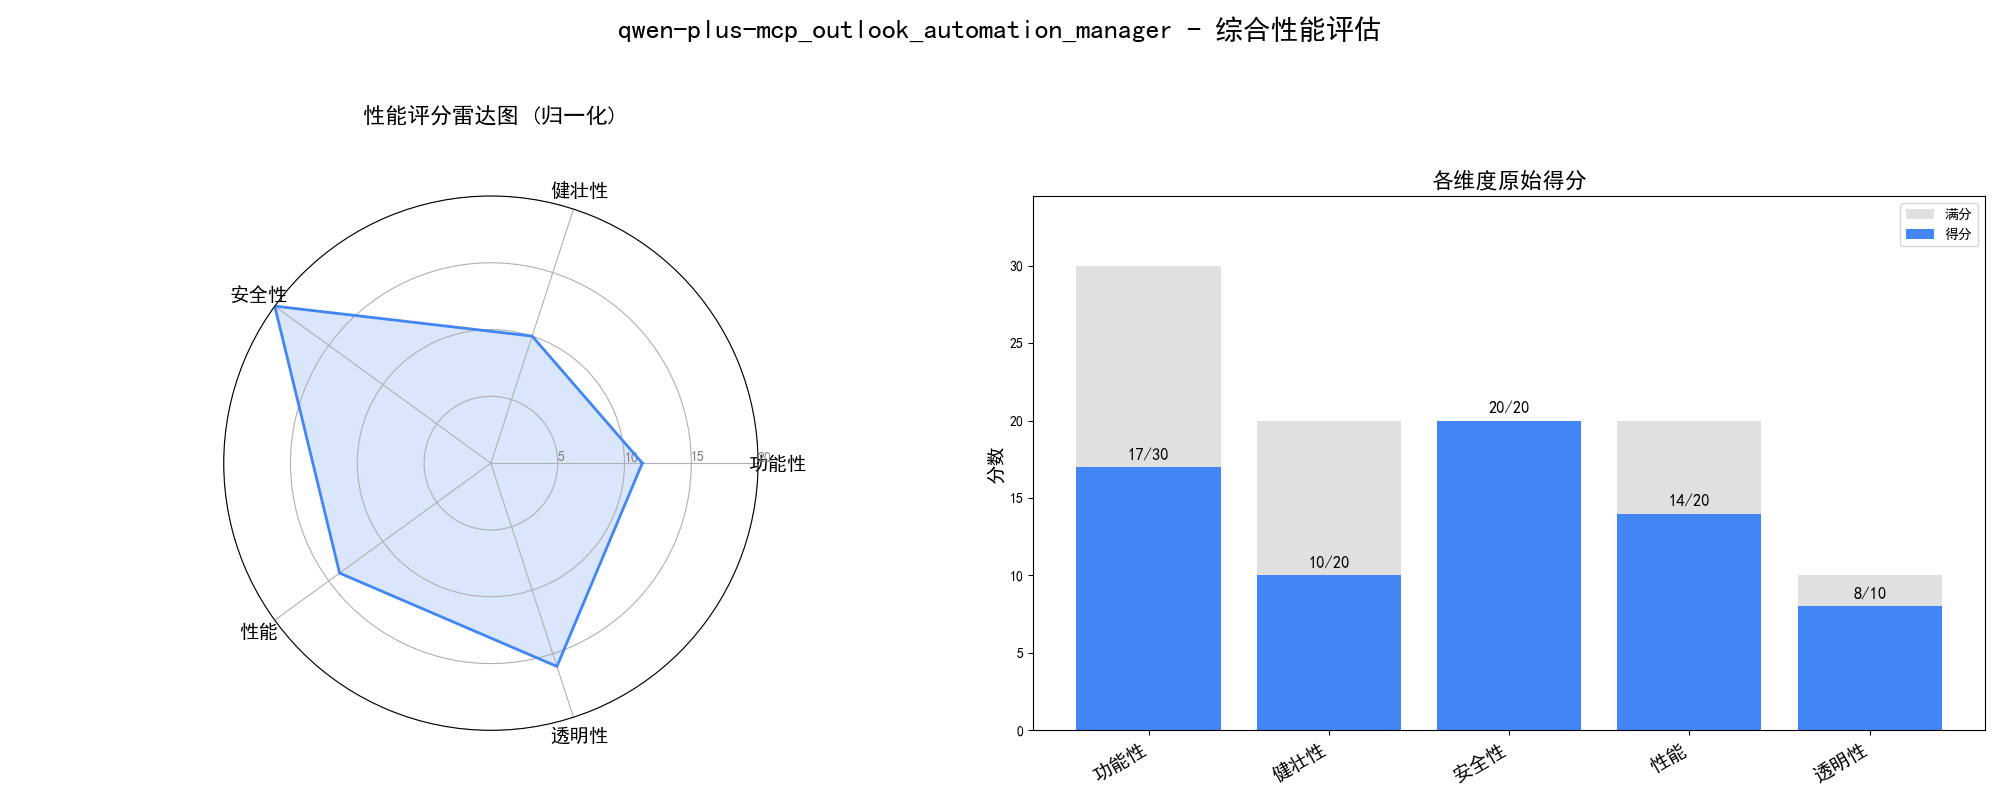 qwen-plus-mcp_outlook_automation_manager - 综合性能评估
性能评分雷达图 (归一化)
健壮性
安全性
功能性
5
10
15
20
性能
透明性
各维度原始得分
满分
得分
分数
30
25
20
15
10
5
0
17/30
10/20
20/20
14/20
8/10
功能性
健壮性
安全性
性能
透明性